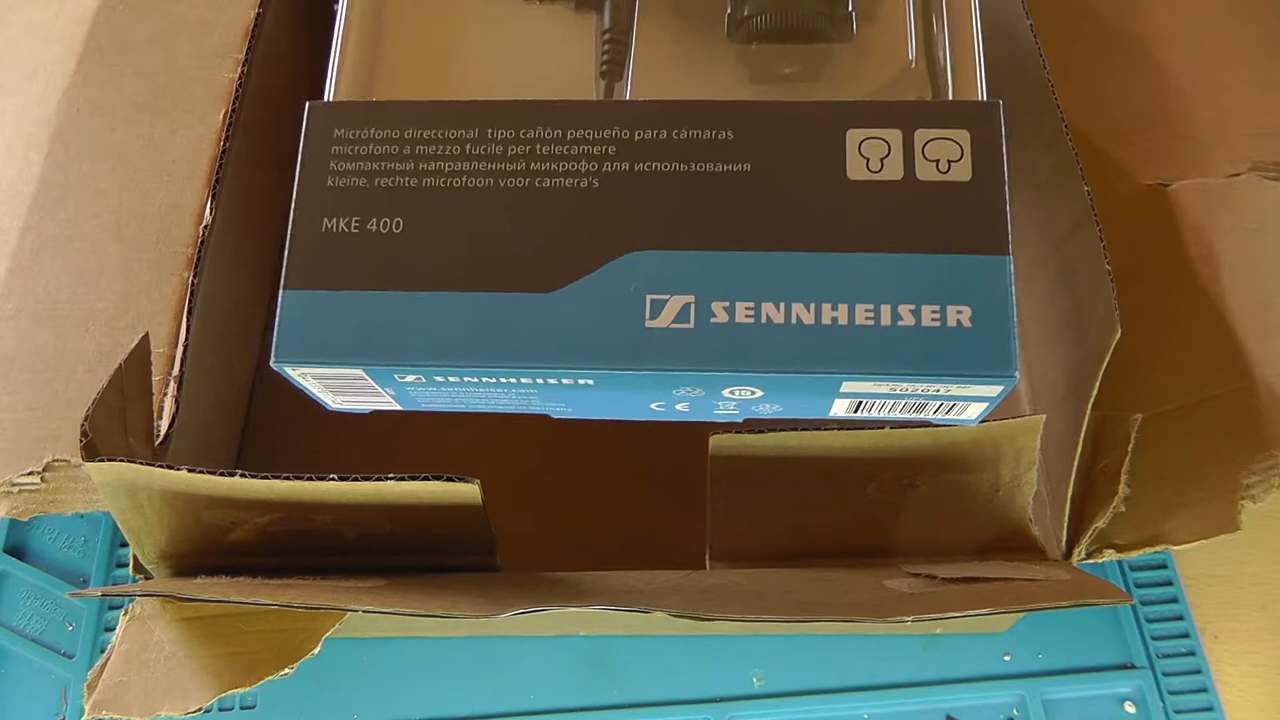 Micrófono direccional tipo cañón pequeño para cámaras
microfono a mezzo fucile per telecamere
Компактный направленный микрофо для использования
kleine, rechte microfoon voor camera's
MKE 400
SENNHEISER
SENNHEISER
www.sennheiser.com
502047